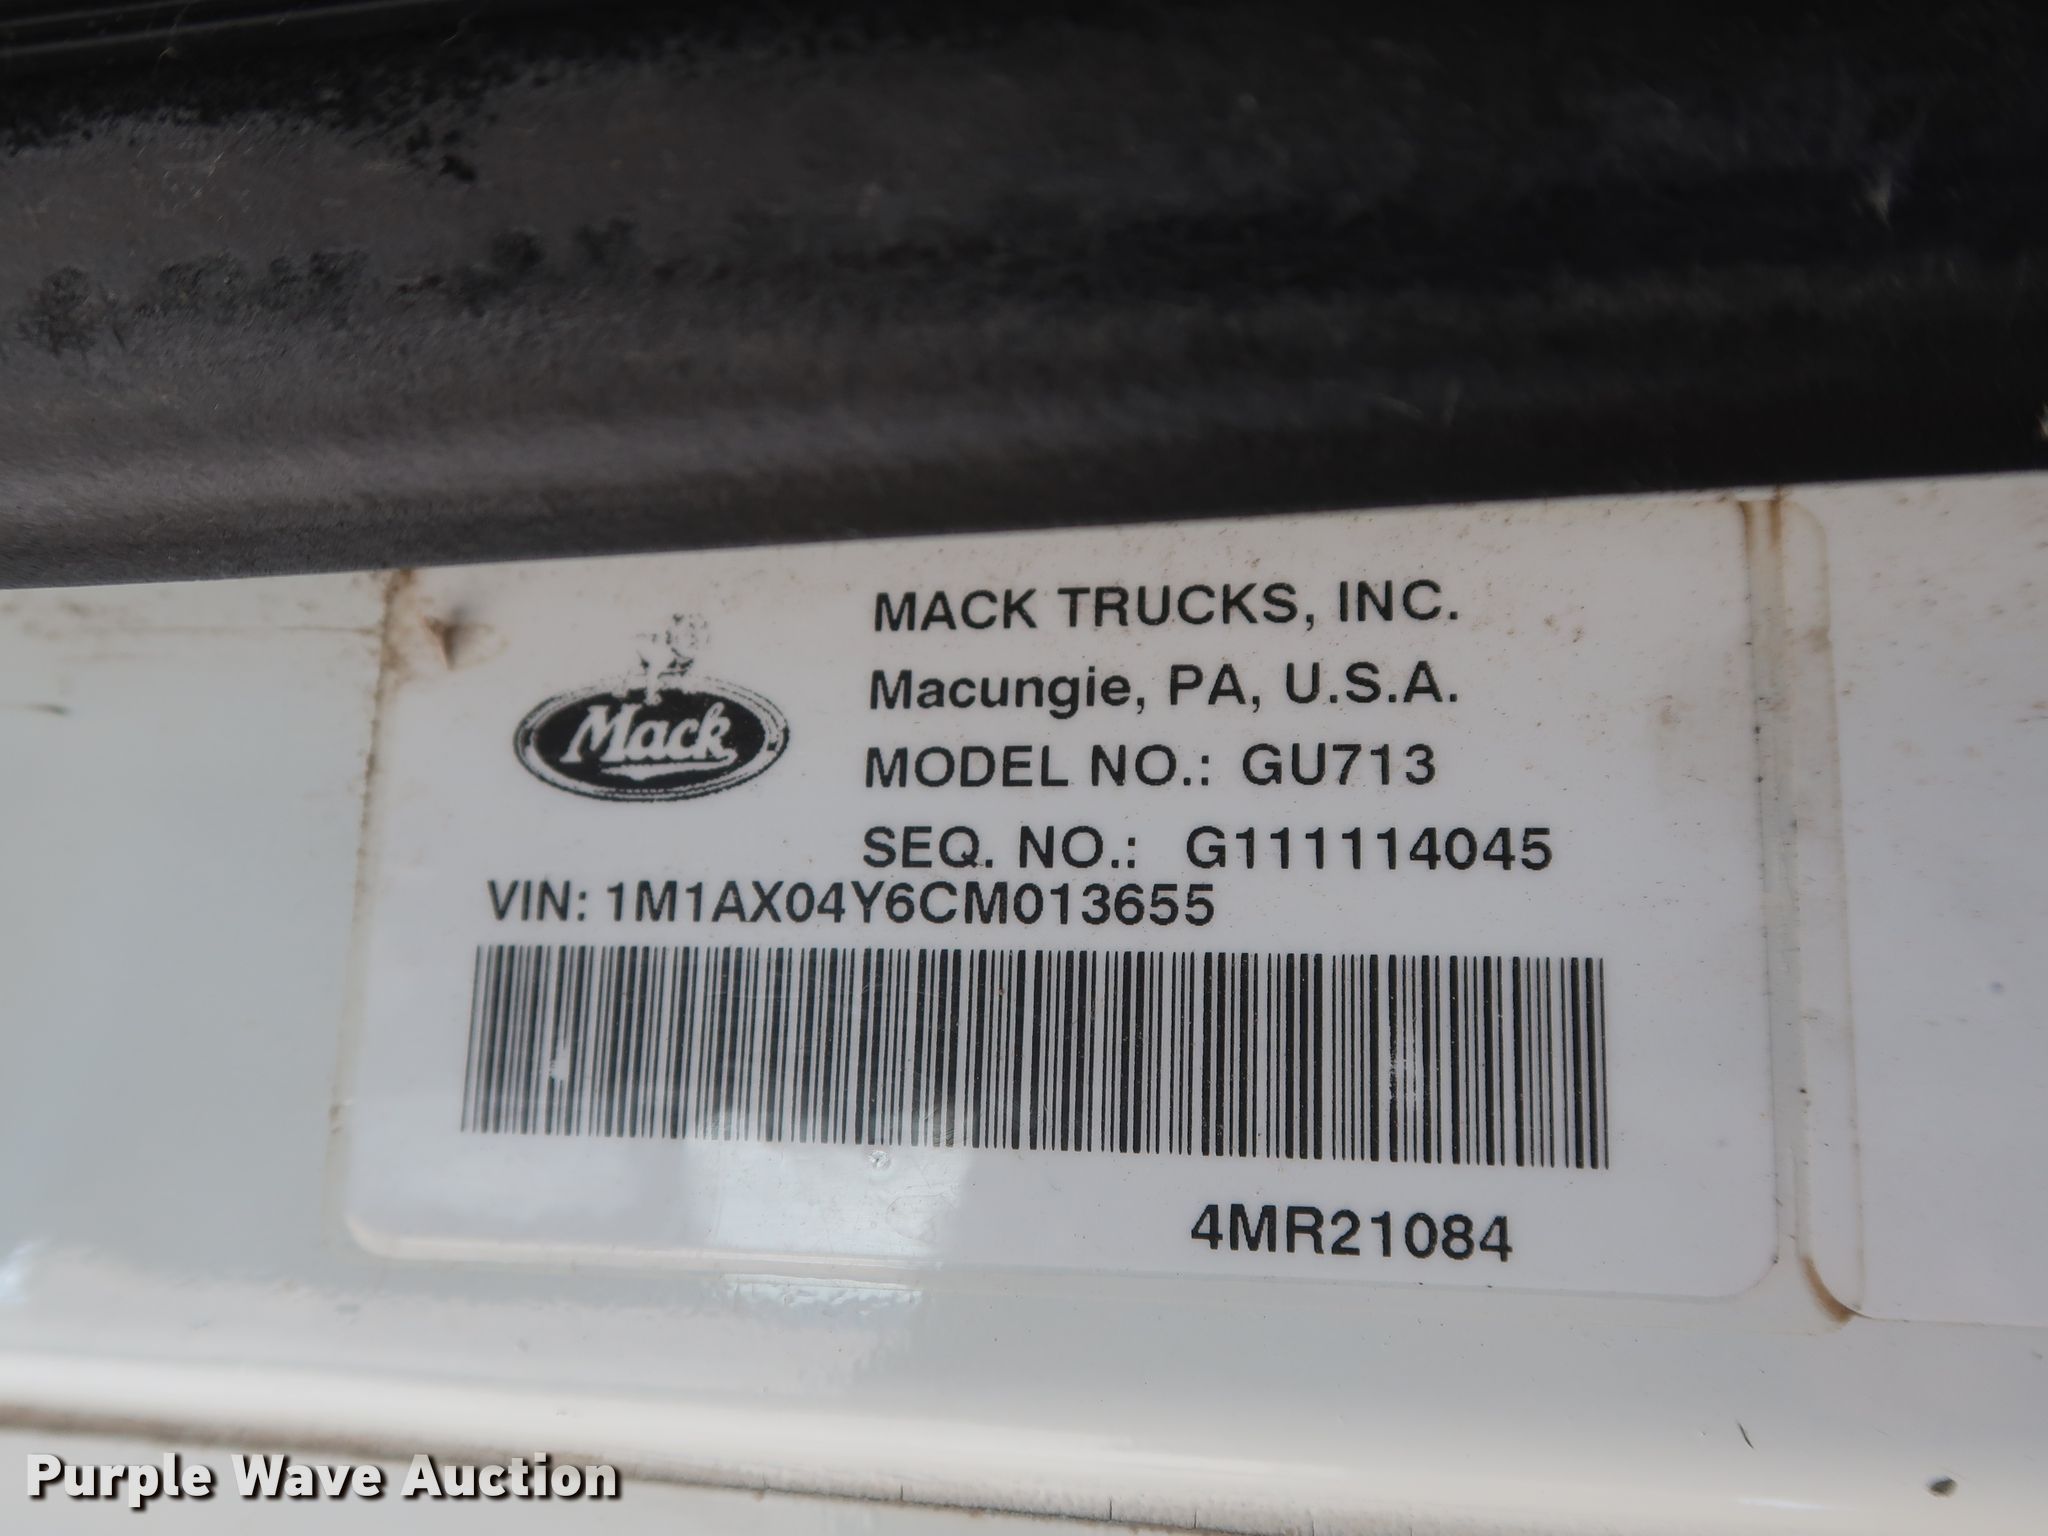 MACK TRUCKS, INC.
Macungie, PA, U.S.A.
Mack
MODEL NO.: GU713
SEQ. NO.: G111114045
VIN: 1M1AX04Y6CM013655
4MR21084
Purple Wave Auction